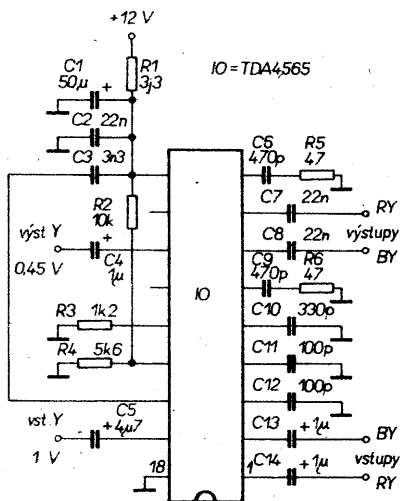 +12 V
C1
50µ
+
R1
3j3
IO = TDA4565
C2 22n
C3 3n3
C6
470p
R5
47
C7 22n
RY
R2
10k
výst Y
0,45 V
+
C4
1µ
C8 22n
výstupy
BY
C9
470p
R6
47
IO
R3 1k2
C10 330p
R4 5k6
C11 100p
C12 100p
C5
+4µ7
vst. Y
1 V
C13 +1µ
BY
vstupy
18
1
C14 +1µ
RY